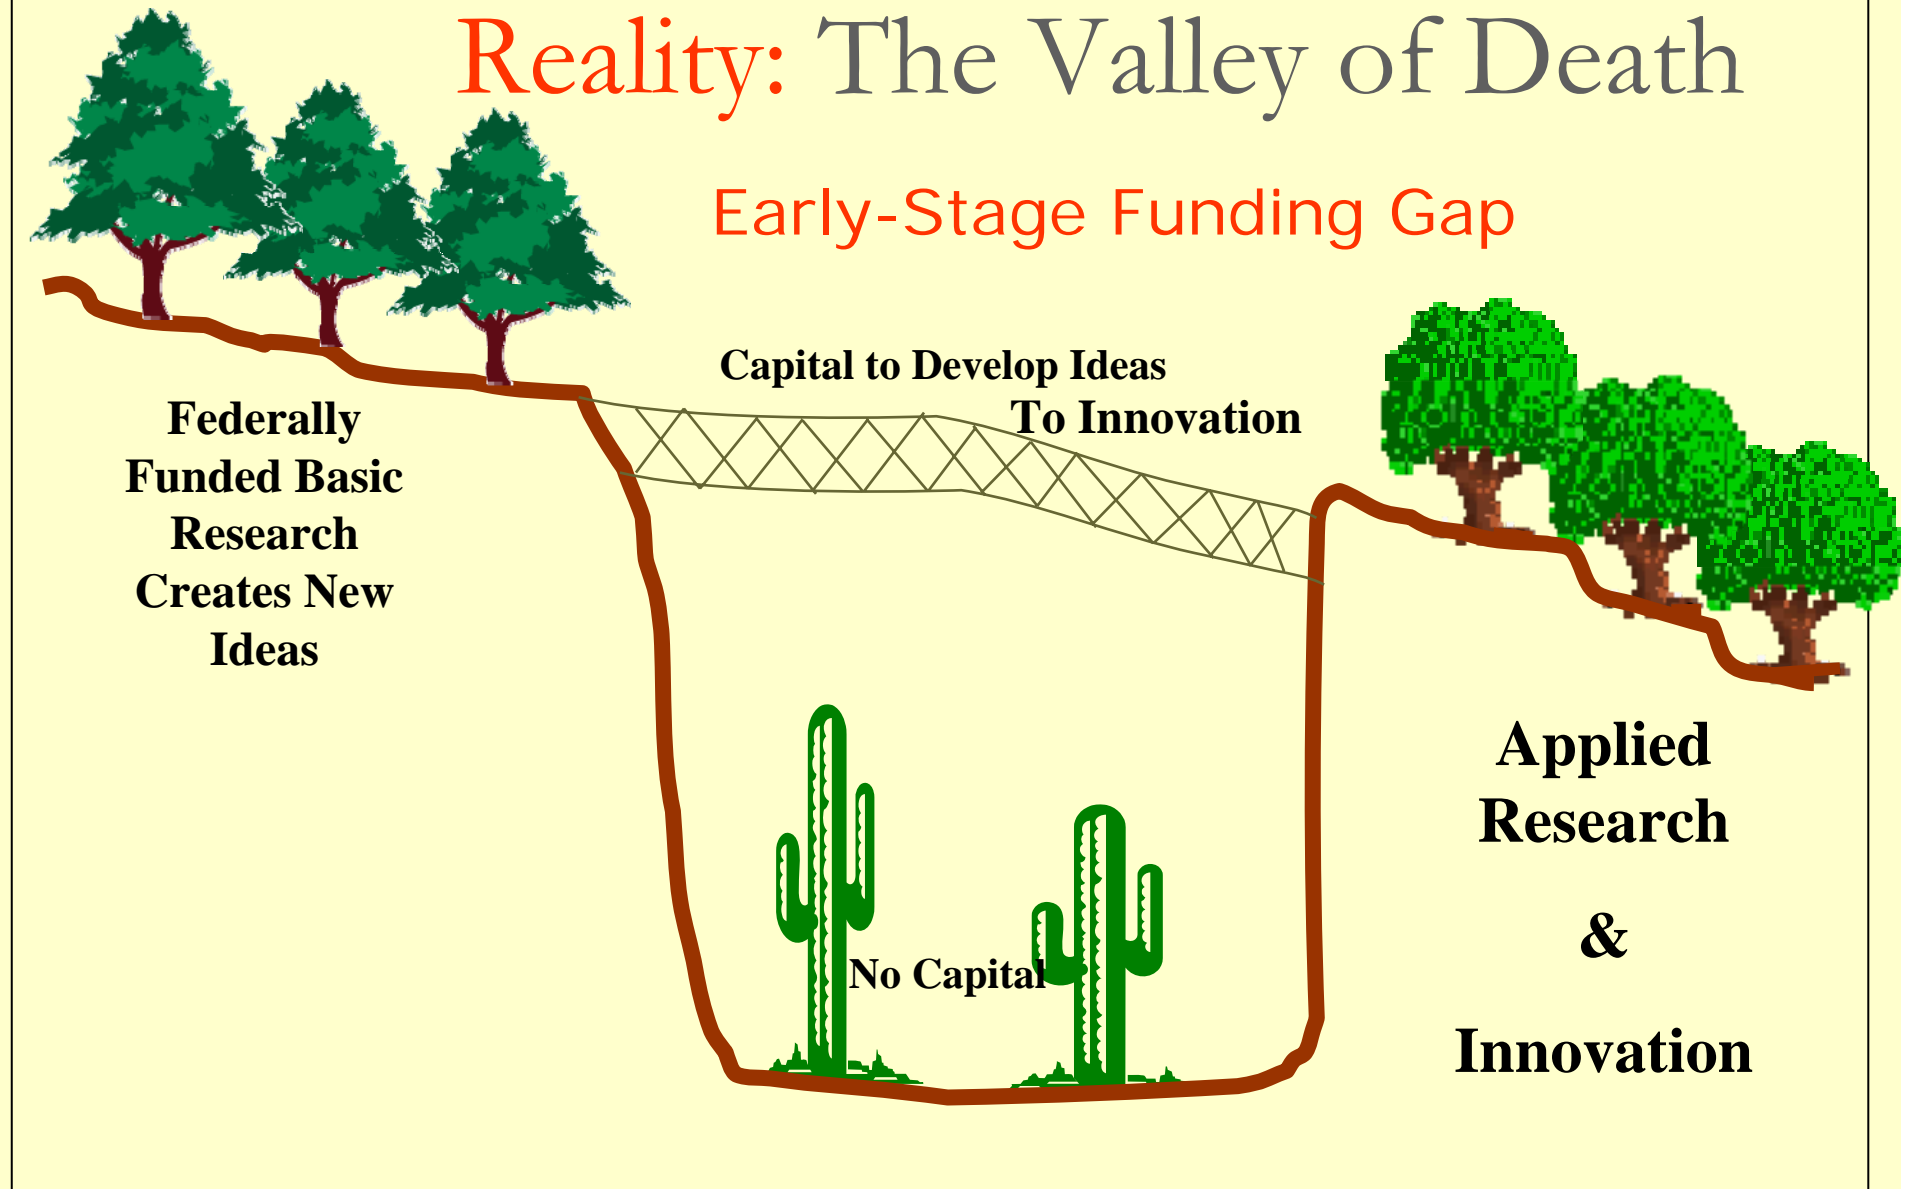 Reality: The Valley of Death
Early-Stage Funding Gap
Capital to Develop Ideas
To Innovation
Federally
Funded Basic
Research
Creates New
Ideas
No Capital
Applied
Research
&
Innovation